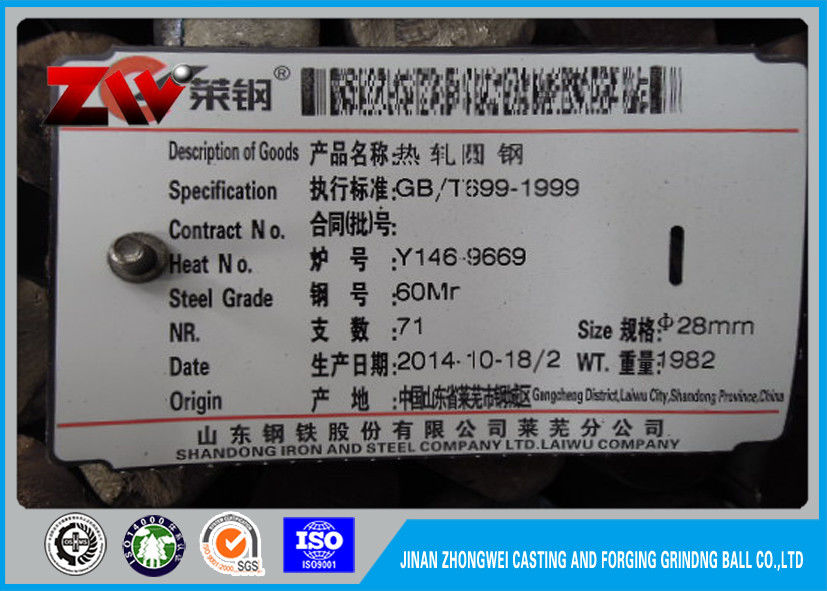 ZW 莱钢®
Description of Goods 产品名称: 热轧圆钢
Specification 执行标准: GB/T699-1999
Contract No. 合同(批)号:
Heat No. 炉 号: Y146-9669
Steel Grade 钢 号: 60Mn
NR. 支 数: 71 Size 规格: Φ28mm
Date 生产日期: 2014-10-18/2 WT. 重量: 1982
Origin 产 地: 中国山东省莱芜市钢城区 Gangcheng District, Laiwu City, Shandong Province, China
山东钢铁股份有限公司莱芜分公司
SHANDONG IRON AND STEEL COMPANY LTD. LAIWU COMPANY
ISO 14000
ISO
ISO9001
JINAN ZHONGWEI CASTING AND FORGING GRINDNG BALL CO.,LTD